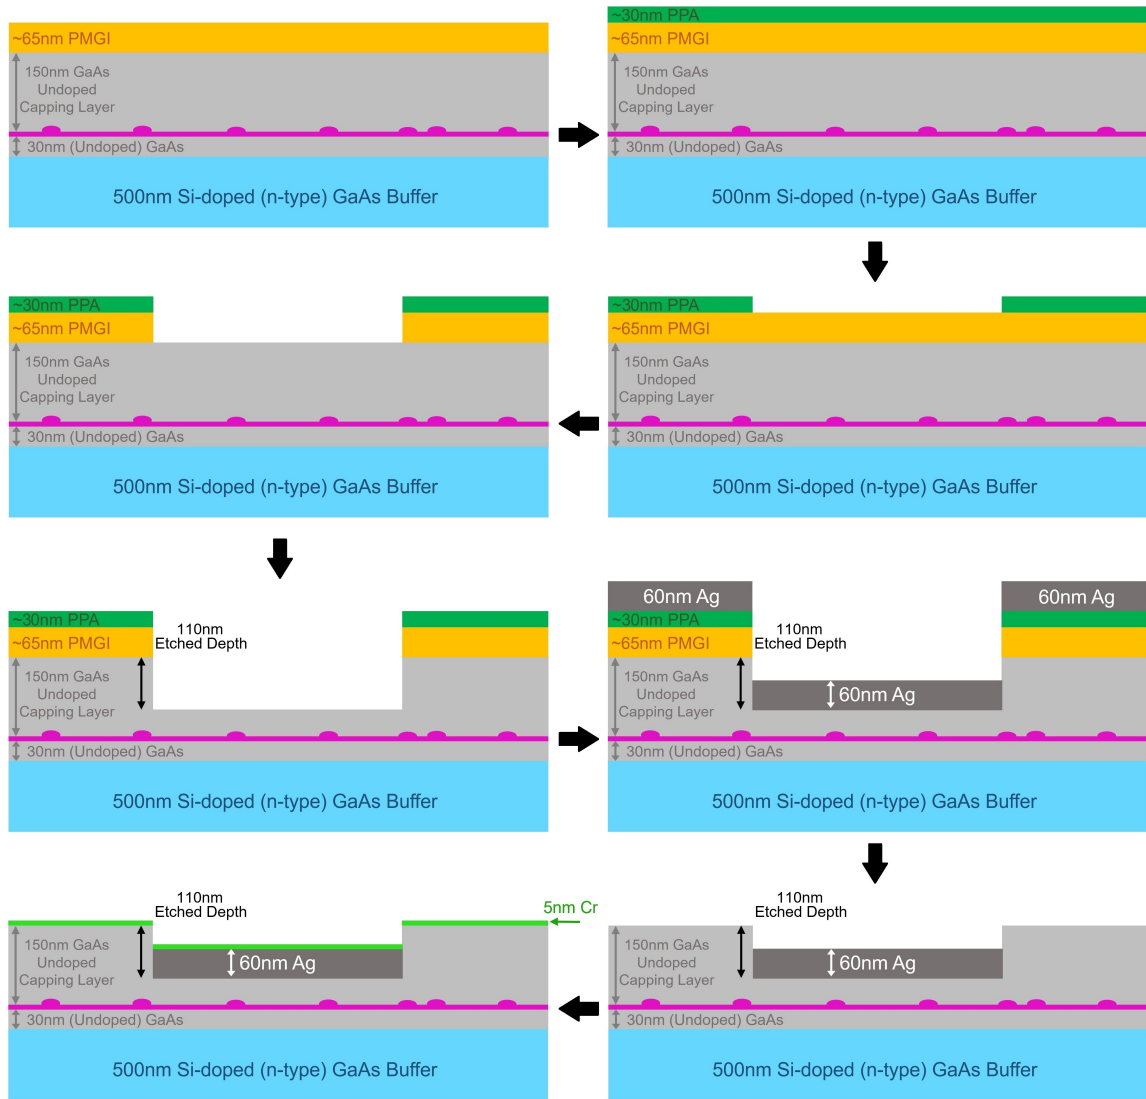 ~65nm PMGI
150nm GaAs
Undoped
Capping Layer
30nm (Undoped) GaAs
500nm Si-doped (n-type) GaAs Buffer
~30nm PPA
~65nm PMGI
150nm GaAs
Undoped
Capping Layer
30nm (Undoped) GaAs
500nm Si-doped (n-type) GaAs Buffer
~30nm PPA
~65nm PMGI
150nm GaAs
Undoped
Capping Layer
30nm (Undoped) GaAs
500nm Si-doped (n-type) GaAs Buffer
~30nm PPA
~65nm PMGI
150nm GaAs
Undoped
Capping Layer
30nm (Undoped) GaAs
500nm Si-doped (n-type) GaAs Buffer
~30nm PPA
~65nm PMGI
110nm
Etched Depth
150nm GaAs
Undoped
Capping Layer
30nm (Undoped) GaAs
500nm Si-doped (n-type) GaAs Buffer
60nm Ag
60nm Ag
~30nm PPA
~65nm PMGI
110nm
Etched Depth
150nm GaAs
Undoped
Capping Layer
60nm Ag
30nm (Undoped) GaAs
500nm Si-doped (n-type) GaAs Buffer
110nm
Etched Depth
5nm Cr
150nm GaAs
Undoped
Capping Layer
60nm Ag
30nm (Undoped) GaAs
500nm Si-doped (n-type) GaAs Buffer
110nm
Etched Depth
150nm GaAs
Undoped
Capping Layer
60nm Ag
30nm (Undoped) GaAs
500nm Si-doped (n-type) GaAs Buffer